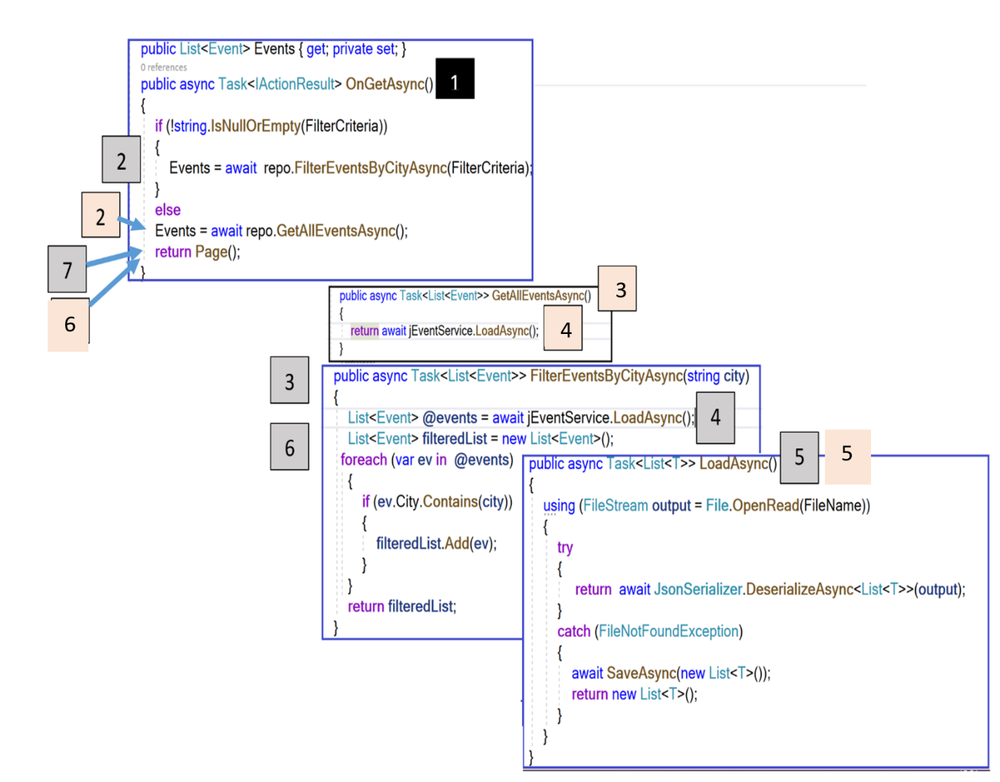 public List<Event> Events { get; private set; }
0 references
public async Task<IActionResult> OnGetAsync()
1
{
if (!string.IsNullOrEmpty(FilterCriteria))
{
2
Events = await repo.FilterEventsByCityAsync(FilterCriteria);
}
else
2
Events = await repo.GetAllEventsAsync();
return Page();
7
}
6
public async Task<List<Event>> GetAllEventsAsync()
3
{
return await jEventService.LoadAsync();
4
}
3
public async Task<List<Event>> FilterEventsByCityAsync(string city)
{
List<Event> @events = await jEventService.LoadAsync();
4
List<Event> filteredList = new List<Event>();
6
foreach (var ev in @events)
{
if (ev.City.Contains(city))
{
filteredList.Add(ev);
}
}
return filteredList;
}
public async Task<List<T>> LoadAsync()
5
5
{
using (FileStream output = File.OpenRead(FileName))
{
try
{
return await JsonSerializer.DeserializeAsync<List<T>>(output);
}
catch (FileNotFoundException)
{
await SaveAsync(new List<T>());
return new List<T>();
}
}
}